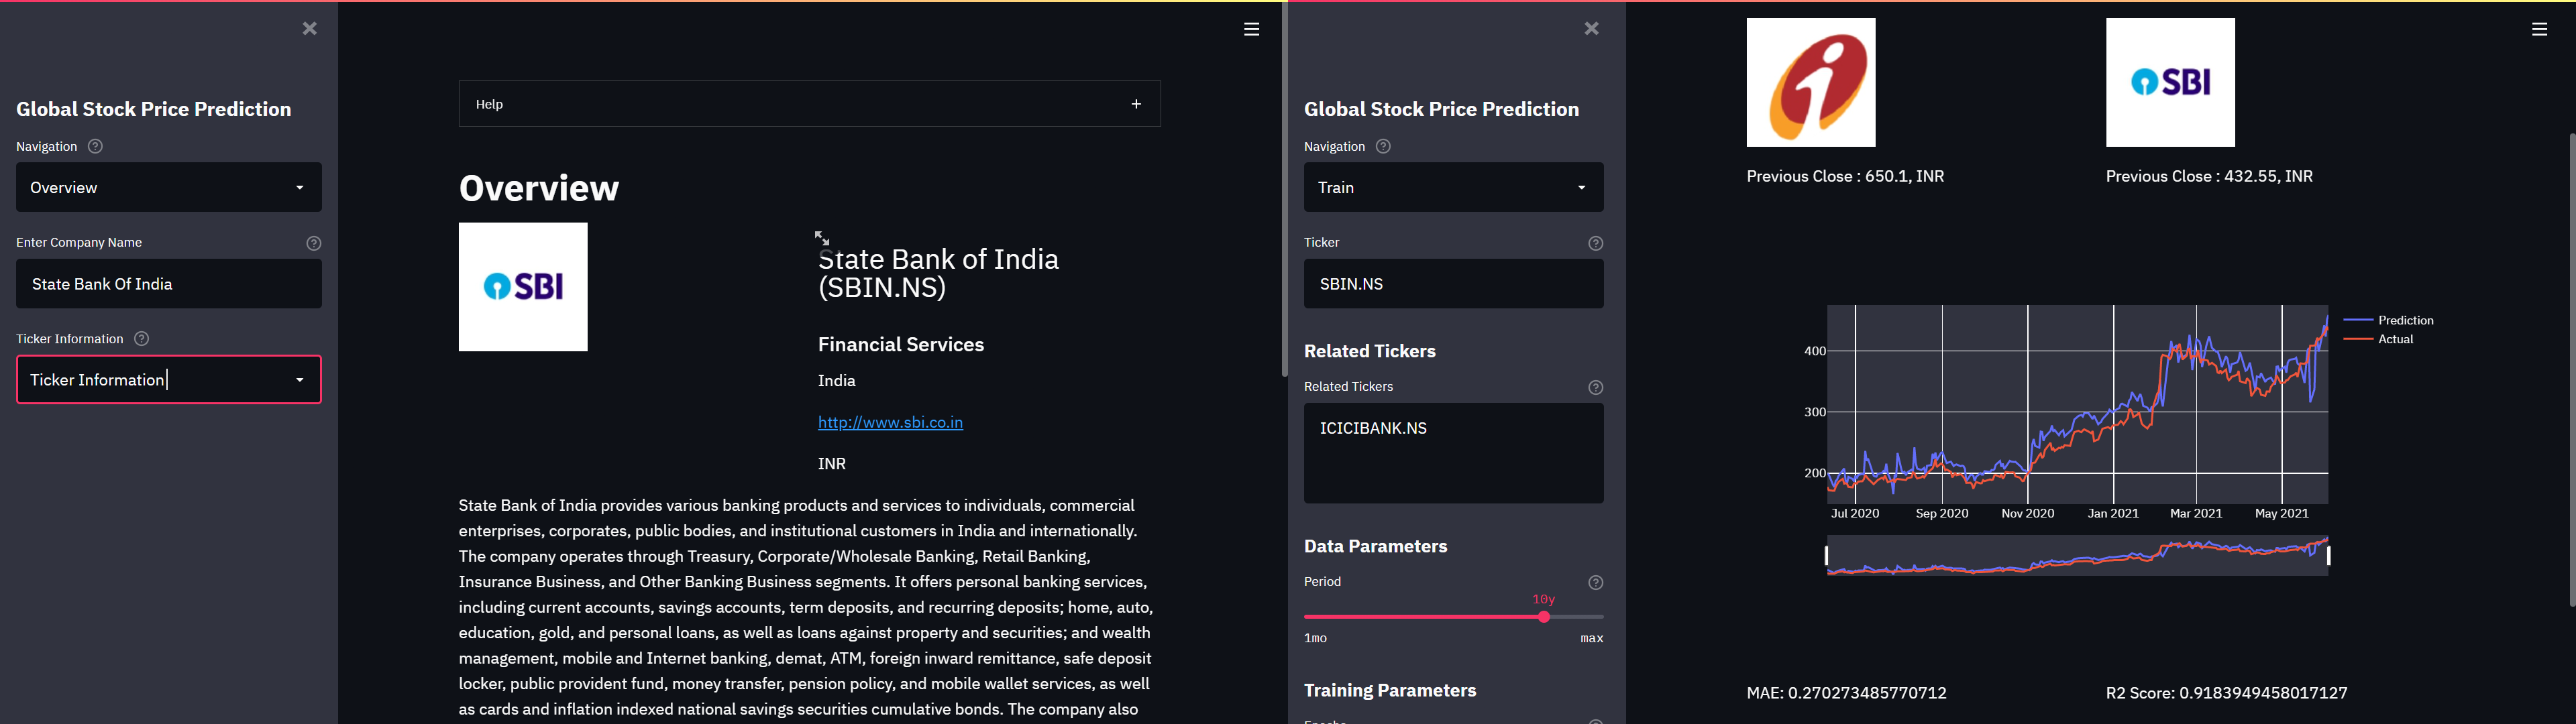 Global Stock Price Prediction
Navigation
Overview
Enter Company Name
State Bank Of India
Ticker Information
Ticker Information
Help
Overview
SBI
State Bank of India
(SBIN.NS)
Financial Services
India
http://www.sbi.co.in
INR
State Bank of India provides various banking products and services to individuals, commercial
enterprises, corporates, public bodies, and institutional customers in India and internationally.
The company operates through Treasury, Corporate/Wholesale Banking, Retail Banking,
Insurance Business, and Other Banking Business segments. It offers personal banking services,
including current accounts, savings accounts, term deposits, and recurring deposits; home, auto,
education, gold, and personal loans, as well as loans against property and securities; and wealth
management, mobile and Internet banking, demat, ATM, foreign inward remittance, safe deposit
locker, public provident fund, money transfer, pension policy, and mobile wallet services, as well
as cards and inflation indexed national savings securities cumulative bonds. The company also
Global Stock Price Prediction
Navigation
Train
Ticker
SBIN.NS
Related Tickers
Related Tickers
ICICIBANK.NS
Data Parameters
Period
10y
1mo max
Training Parameters
SBI
Previous Close : 650.1, INR
Previous Close : 432.55, INR
Prediction
Actual
400
300
200
Jul 2020 Sep 2020 Nov 2020 Jan 2021 Mar 2021 May 2021
MAE: 0.270273485770712
R2 Score: 0.9183949458017127